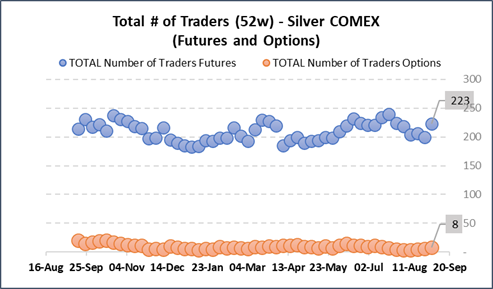 Total # of Traders (52w) - Silver COMEX
(Futures and Options)
TOTAL Number of Traders Futures
TOTAL Number of Traders Options
300
250
223
200
150
100
50
8
-
16-Aug 25-Sep 04-Nov 14-Dec 23-Jan 04-Mar 13-Apr 23-May 02-Jul 11-Aug 20-Sep